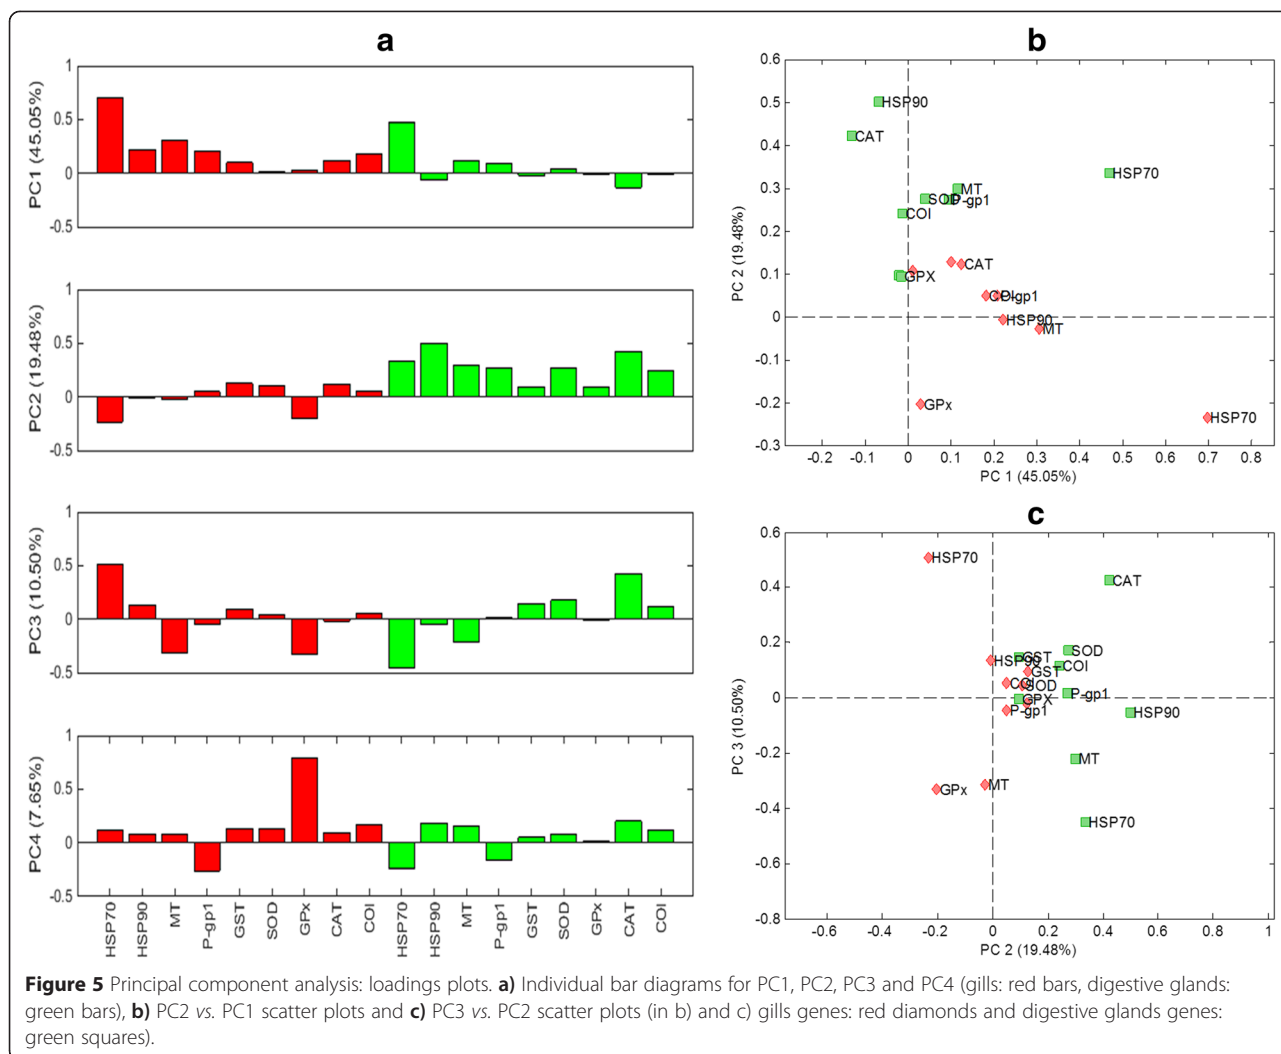 a
1
0.5
0
-0.5
PC1 (45.05%)
1
0.5
0
-0.5
PC2 (19.48%)
1
0.5
0
-0.5
PC3 (10.50%)
1
0.5
0
-0.5
PC4 (7.65%)
HSP70
HSP90
MT
P-gp1
GST
SOD
GPx
CAT
COI
HSP70
HSP90
MT
P-gp1
GST
SOD
GPx
CAT
COI
b
0.6
0.5
0.4
0.3
0.2
0.1
0
-0.1
-0.2
-0.3
PC 2 (19.48%)
HSP90
CAT
HSP70
MT
SOD
P-gp1
COI
GPX
CAT
COI
P-gp1
HSP90
MT
GPx
HSP70
-0.2 -0.1 0 0.1 0.2 0.3 0.4 0.5 0.6 0.7 0.8
PC 1 (45.05%)
c
0.6
0.4
0.2
0
-0.2
-0.4
-0.6
-0.8
PC 3 (10.50%)
HSP70
CAT
SOD
GST
HSP90
COI
GST
COI
SOD
P-gp1
GPX
P-gp1
HSP90
MT
MT
GPx
HSP70
-0.6 -0.4 -0.2 0 0.2 0.4 0.6 0.8 1
PC 2 (19.48%)
Figure 5 Principal component analysis: loadings plots. a) Individual bar diagrams for PC1, PC2, PC3 and PC4 (gills: red bars, digestive glands:
green bars), b) PC2 vs. PC1 scatter plots and c) PC3 vs. PC2 scatter plots (in b) and c) gills genes: red diamonds and digestive glands genes:
green squares).